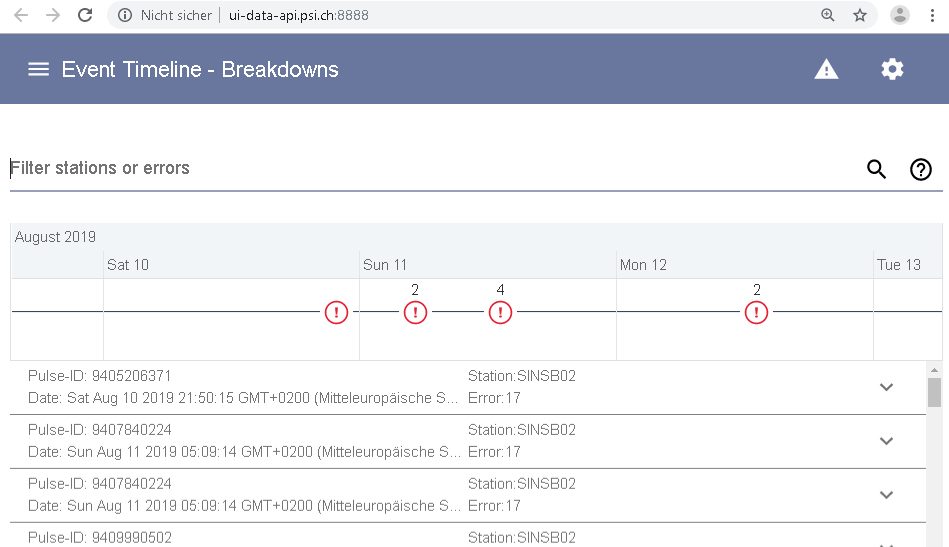 Nicht sicher | ui-data-api.psi.ch:8888
Event Timeline - Breakdowns
Filter stations or errors
August 2019
Sat 10 Sun 11 Mon 12 Tue 13
2 4 2
Pulse-ID: 9405206371 Station:SINSB02
Date: Sat Aug 10 2019 21:50:15 GMT+0200 (Mitteleuropäische S... Error:17
Pulse-ID: 9407840224 Station:SINSB02
Date: Sun Aug 11 2019 05:09:14 GMT+0200 (Mitteleuropäische S... Error:17
Pulse-ID: 9407840224 Station:SINSB02
Date: Sun Aug 11 2019 05:09:14 GMT+0200 (Mitteleuropäische S... Error:17
Pulse-ID: 9409990502 Station:SINSB02